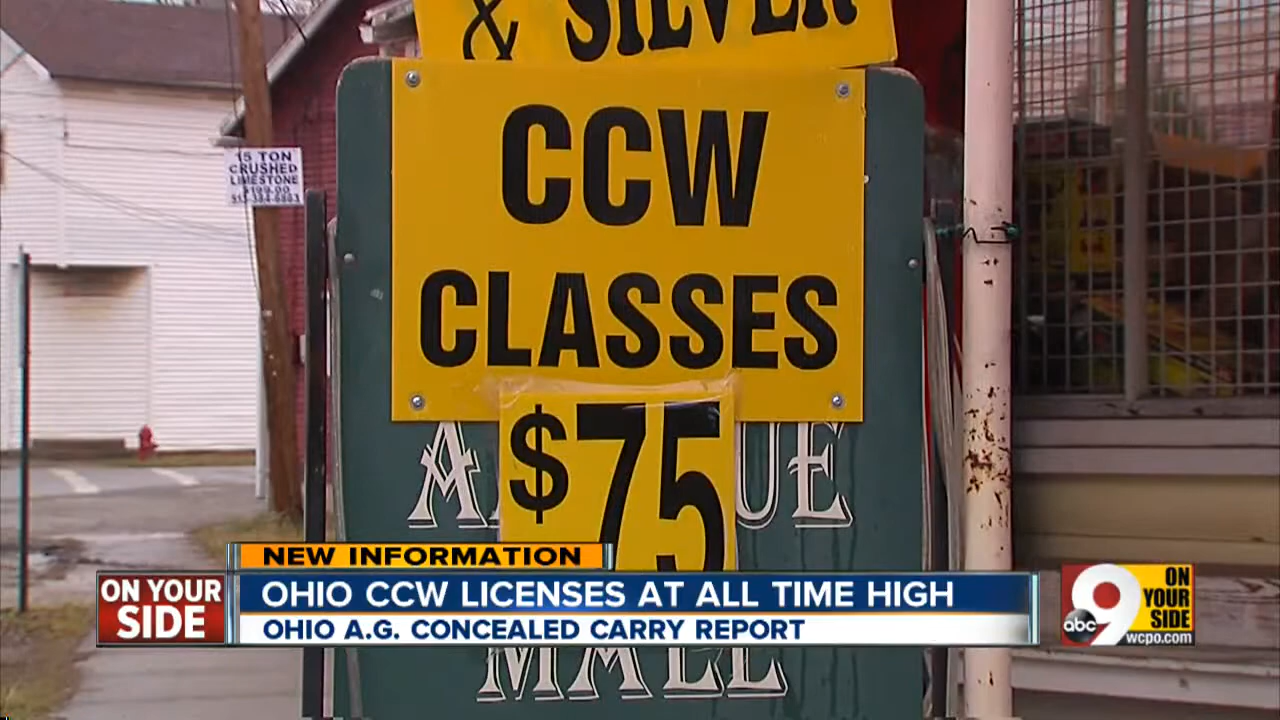 & SILVER
CCW
CLASSES
$75
MALL
15 TON
CRUSHED
LIMESTONE
NEW INFORMATION
ON YOUR
SIDE
OHIO CCW LICENSES AT ALL TIME HIGH
OHIO A.G. CONCEALED CARRY REPORT
abc
9
ON
YOUR
SIDE
wcpo.com